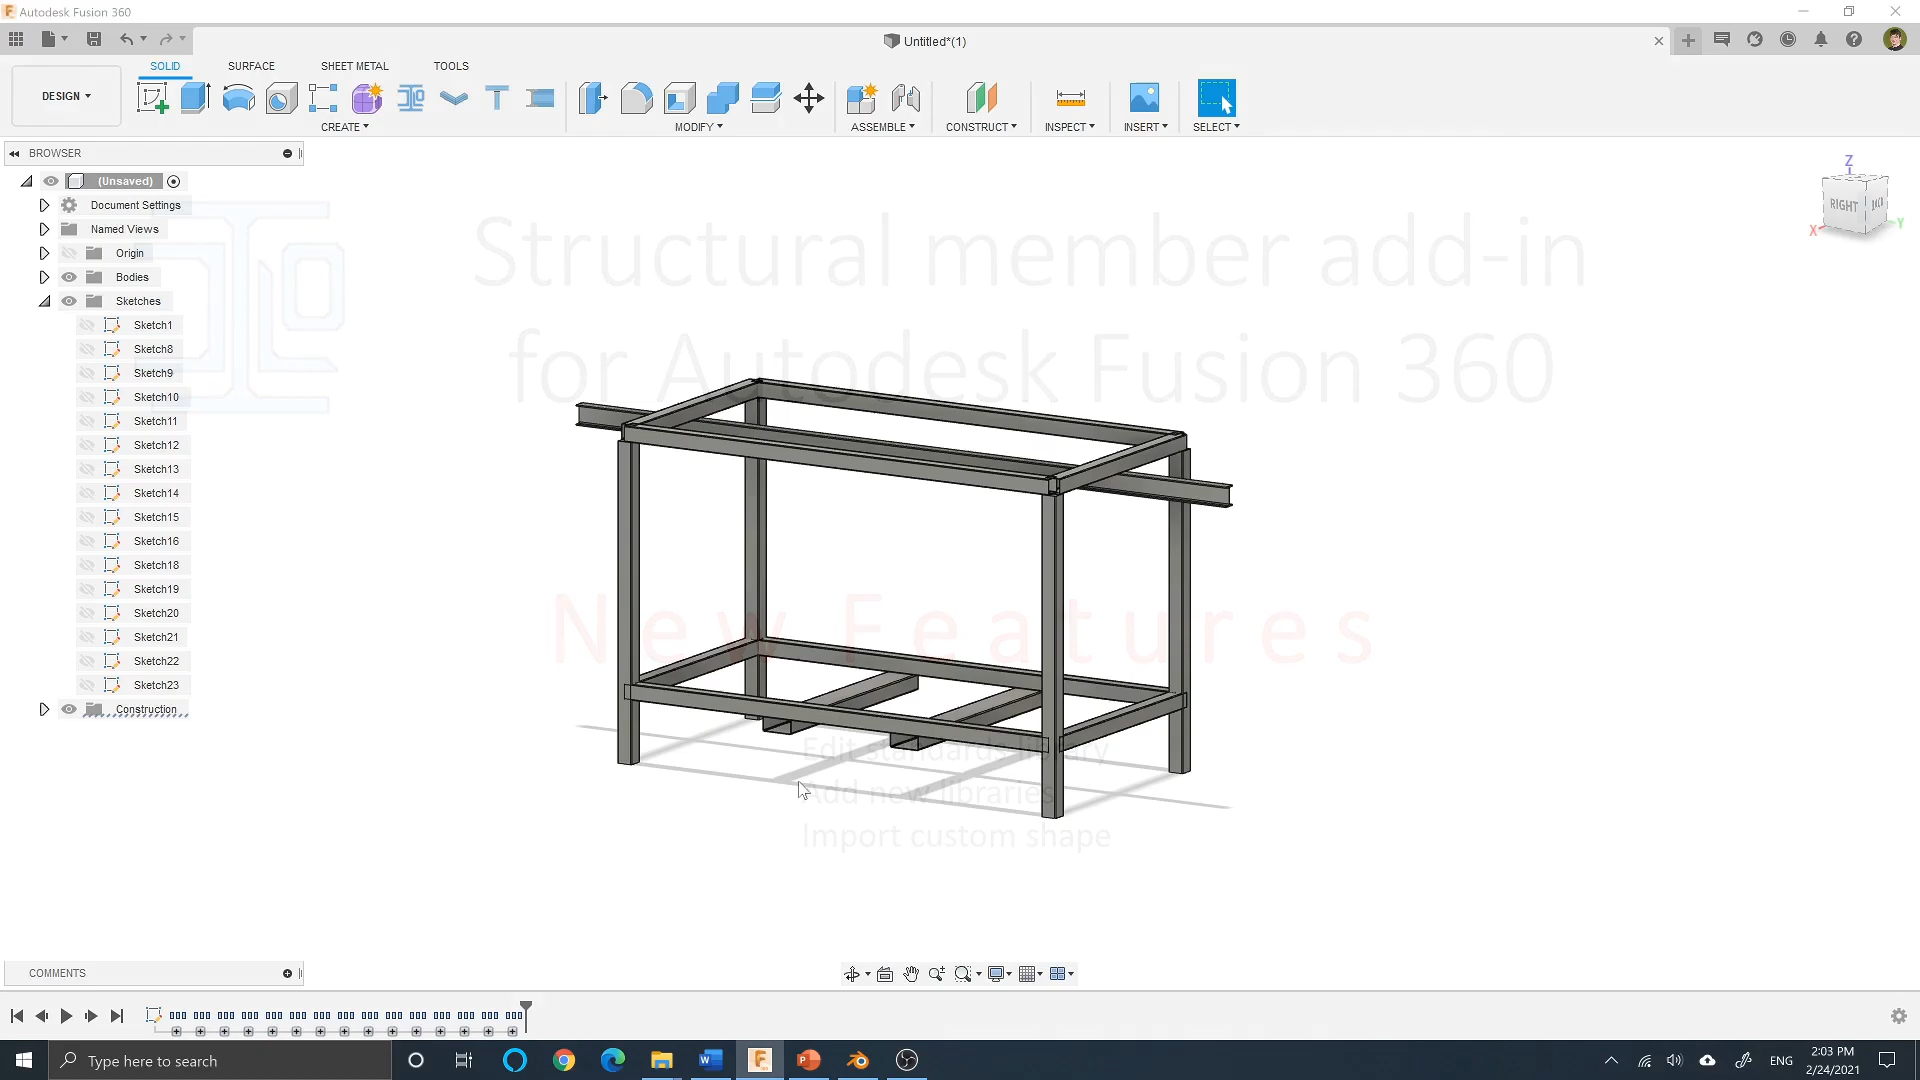 Autodesk Fusion 360
Untitled*(1)
SOLID SURFACE SHEET METAL TOOLS
DESIGN
CREATE MODIFY ASSEMBLE CONSTRUCT INSPECT INSERT SELECT
BROWSER
(Unsaved)
Document Settings
Named Views
Origin
Bodies
Sketches
Sketch1
Sketch8
Sketch9
Sketch10
Sketch11
Sketch12
Sketch13
Sketch14
Sketch15
Sketch16
Sketch18
Sketch19
Sketch20
Sketch21
Sketch22
Sketch23
Construction
Z
RIGHT BACK
X Y
Structural member add-in
for Autodesk Fusion 360
New Features
Edit standards library
Add new libraries
Import custom shape
COMMENTS
Type here to search
ENG
2:03 PM
2/24/2021